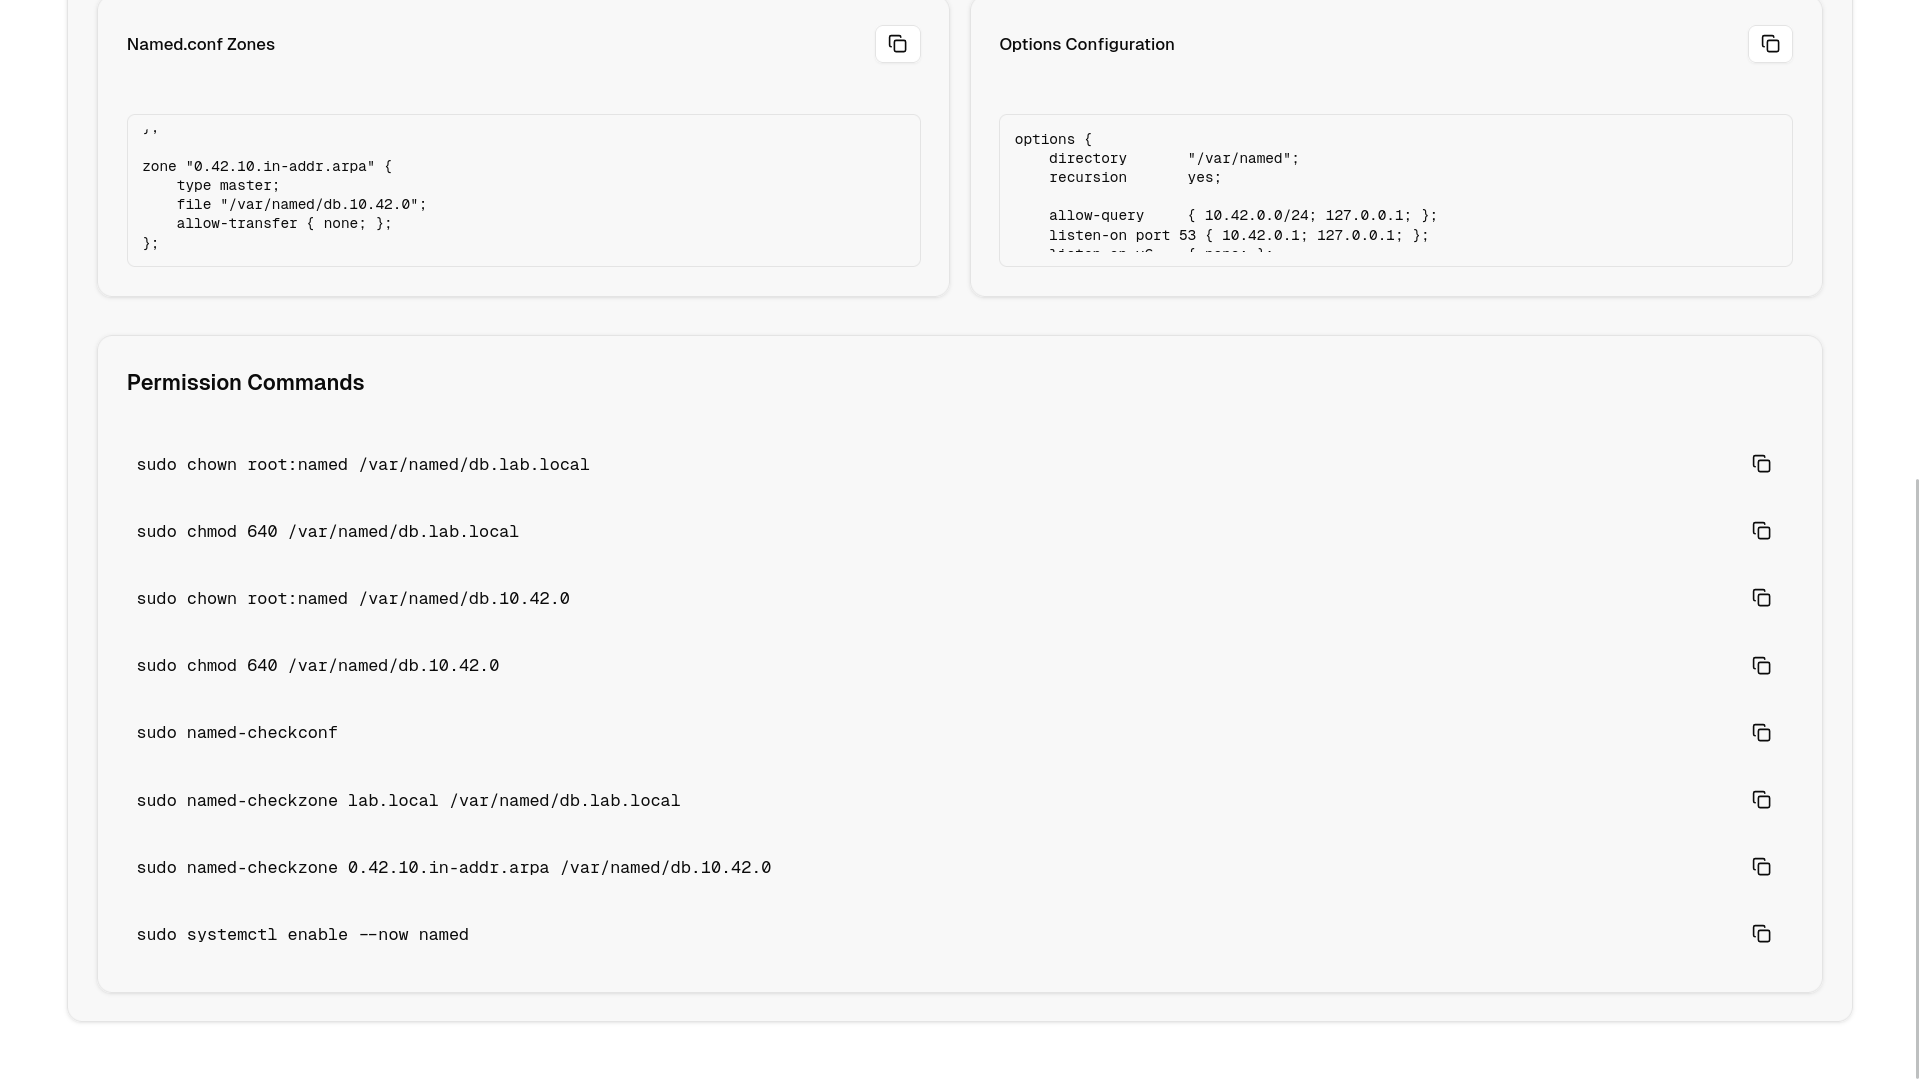 Named.conf Zones
};
zone "0.42.10.in-addr.arpa" {
    type master;
    file "/var/named/db.10.42.0";
    allow-transfer { none; };
};
Options Configuration
options {
    directory       "/var/named";
    recursion       yes;
    allow-query     { 10.42.0.0/24; 127.0.0.1; };
    listen-on port 53 { 10.42.0.1; 127.0.0.1; };
Permission Commands
sudo chown root:named /var/named/db.lab.local
sudo chmod 640 /var/named/db.lab.local
sudo chown root:named /var/named/db.10.42.0
sudo chmod 640 /var/named/db.10.42.0
sudo named-checkconf
sudo named-checkzone lab.local /var/named/db.lab.local
sudo named-checkzone 0.42.10.in-addr.arpa /var/named/db.10.42.0
sudo systemctl enable --now named